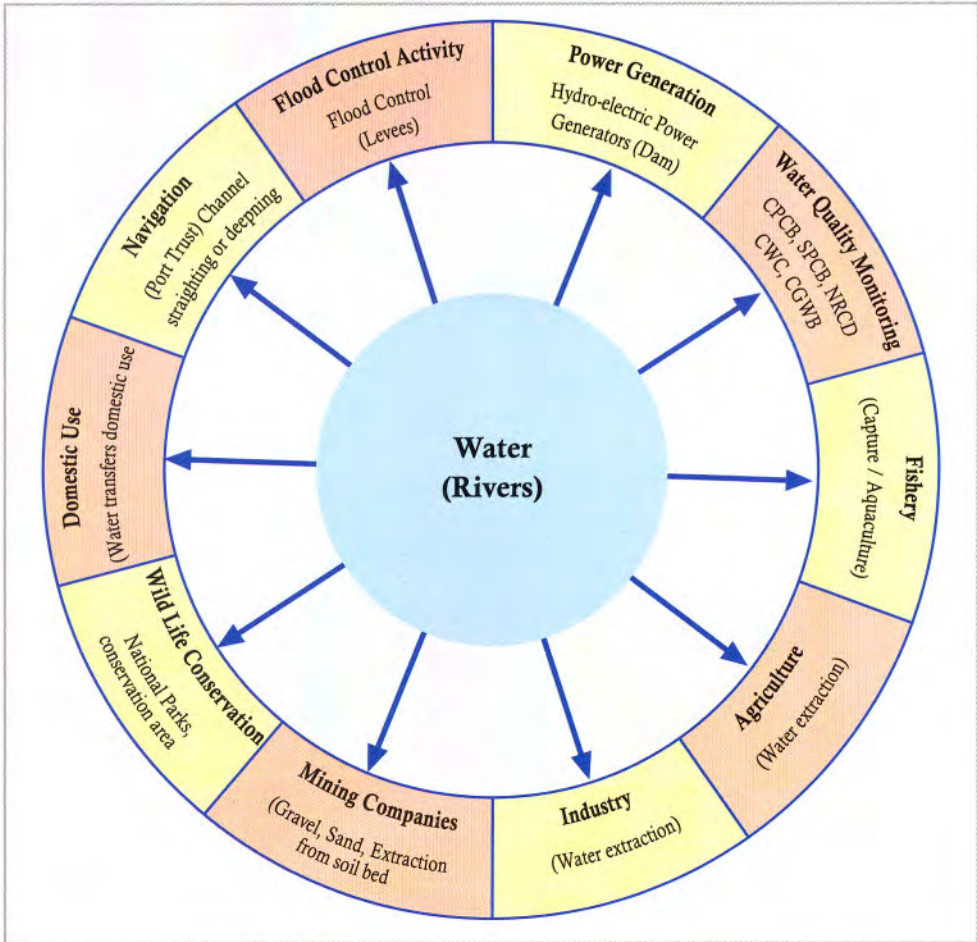 Water
(Rivers)
Power Generation
Hydro-electric Power
Generators (Dam)
Water Quality Monitoring
CPCB, SPCB, NRCD
CWC, CGWB
Fishery
(Capture / Aquaculture)
Agriculture
(Water extraction)
Industry
(Water extraction)
Mining Companies
(Gravel, Sand, Extraction
from soil bed
Wild Life Conservation
National Parks,
conservation area
Domestic Use
(Water transfers domestic use
Navigation
(Port Trust) Channel
straighting or deepning
Flood Control Activity
Flood Control
(Levees)